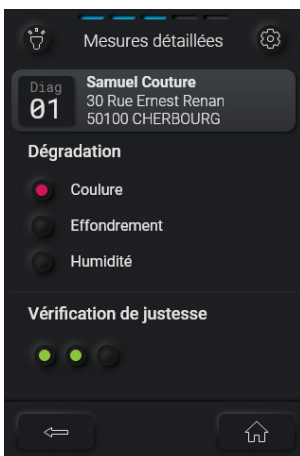 Mesures détaillées
Diag
01
Samuel Couture
30 Rue Ernest Renan
50100 CHERBOURG
Dégradation
Coulure
Effondrement
Humidité
Vérification de justesse